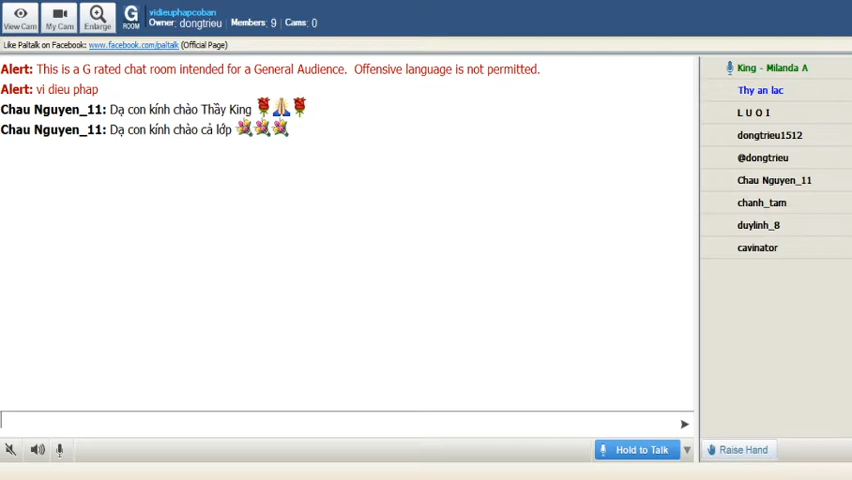 vidieuphapcoban
Owner: dongtrieu Members: 9 Cams: 0
View Cam My Cam Enlarge G ROOM
Like Paltalk on Facebook: www.facebook.com/paltalk (Official Page)
Alert: This is a G rated chat room intended for a General Audience. Offensive language is not permitted.
Alert: vi dieu phap
Chau Nguyen_11: Dạ con kính chào Thầy King
Chau Nguyen_11: Dạ con kính chào cả lớp
King - Milanda A
Thy an lac
L U O I
dongtrieu1512
@dongtrieu
Chau Nguyen_11
chanh_tam
duylinh_8
cavinator
Hold to Talk
Raise Hand